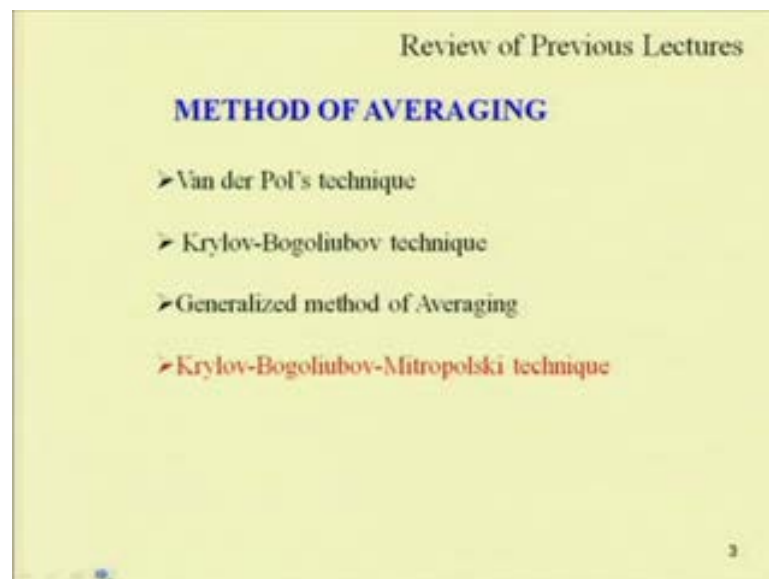 Review of Previous Lectures
METHOD OF AVERAGING
➤Van der Pol's technique
➤ Krylov-Bogoliubov technique
➤Generalized method of Averaging
➤Krylov-Bogoliubov-Mitropolski technique
3